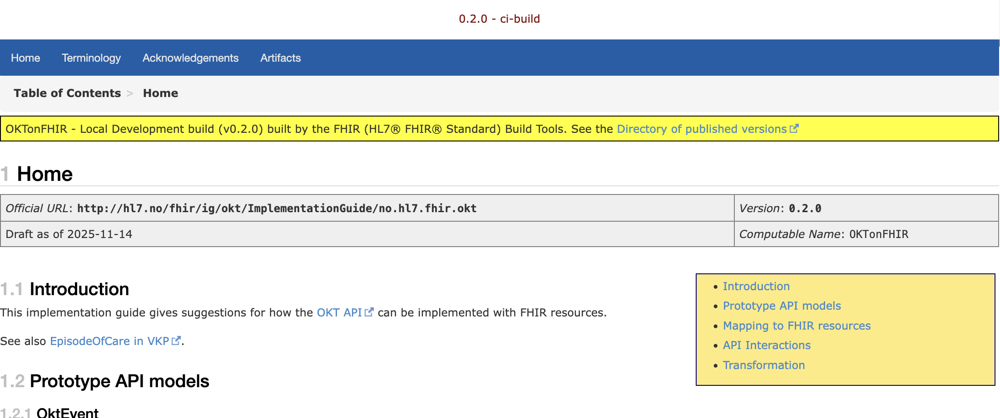 0.2.0 - ci-build
Home Terminology Acknowledgements Artifacts
Table of Contents > Home
OKTonFHIR - Local Development build (v0.2.0) built by the FHIR (HL7® FHIR® Standard) Build Tools. See the Directory of published versions
1 Home
Official URL: http://hl7.no/fhir/ig/okt/ImplementationGuide/no.hl7.fhir.okt Version: 0.2.0
Draft as of 2025-11-14 Computable Name: OKTonFHIR
1.1 Introduction
This implementation guide gives suggestions for how the OKT API can be implemented with FHIR resources.
See also EpisodeOfCare in VKP.
• Introduction
• Prototype API models
• Mapping to FHIR resources
• API Interactions
• Transformation
1.2 Prototype API models
1.2.1 OktEvent